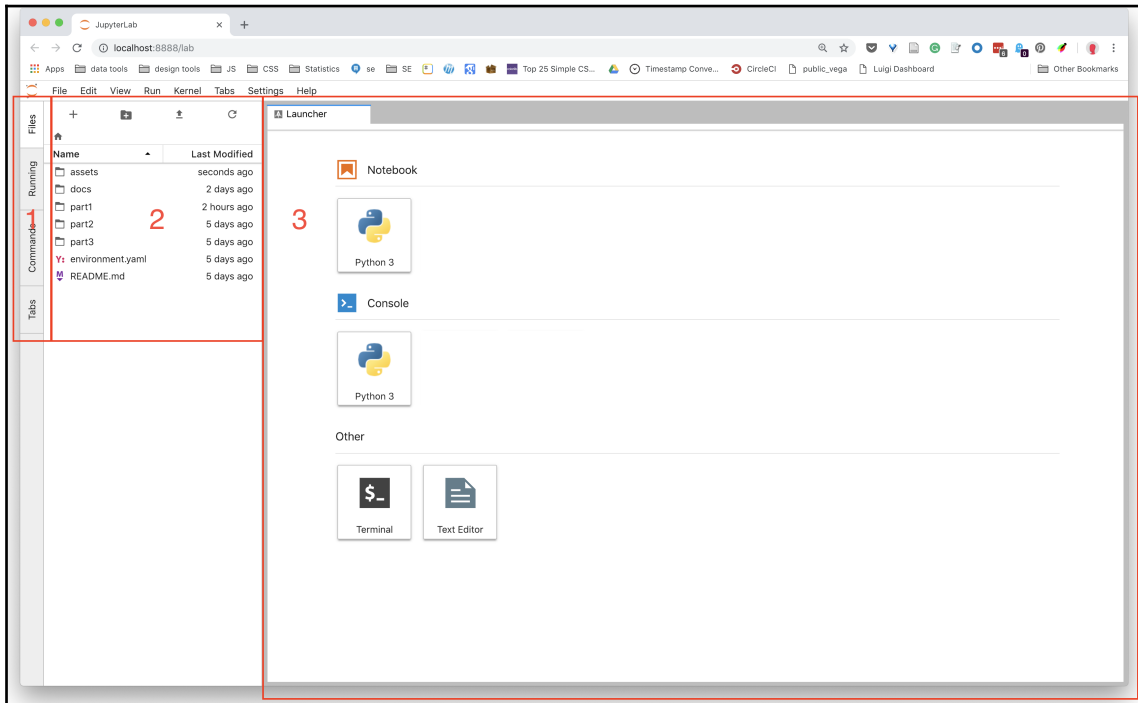 JupyterLab
localhost:8888/lab
Apps data tools design tools JS CSS Statistics se SE Top 25 Simple CS... Timestamp Conve... CircleCI public_vega Luigi Dashboard Other Bookmarks
File Edit View Run Kernel Tabs Settings Help
Files
Running
Commands
Tabs
1
Name Last Modified
assets seconds ago
docs 2 days ago
part1 2 hours ago
part2 5 days ago
part3 5 days ago
Y: environment.yaml 5 days ago
M README.md 5 days ago
2
Launcher
3
Notebook
Python 3
Console
Python 3
Other
$_
Terminal Text Editor